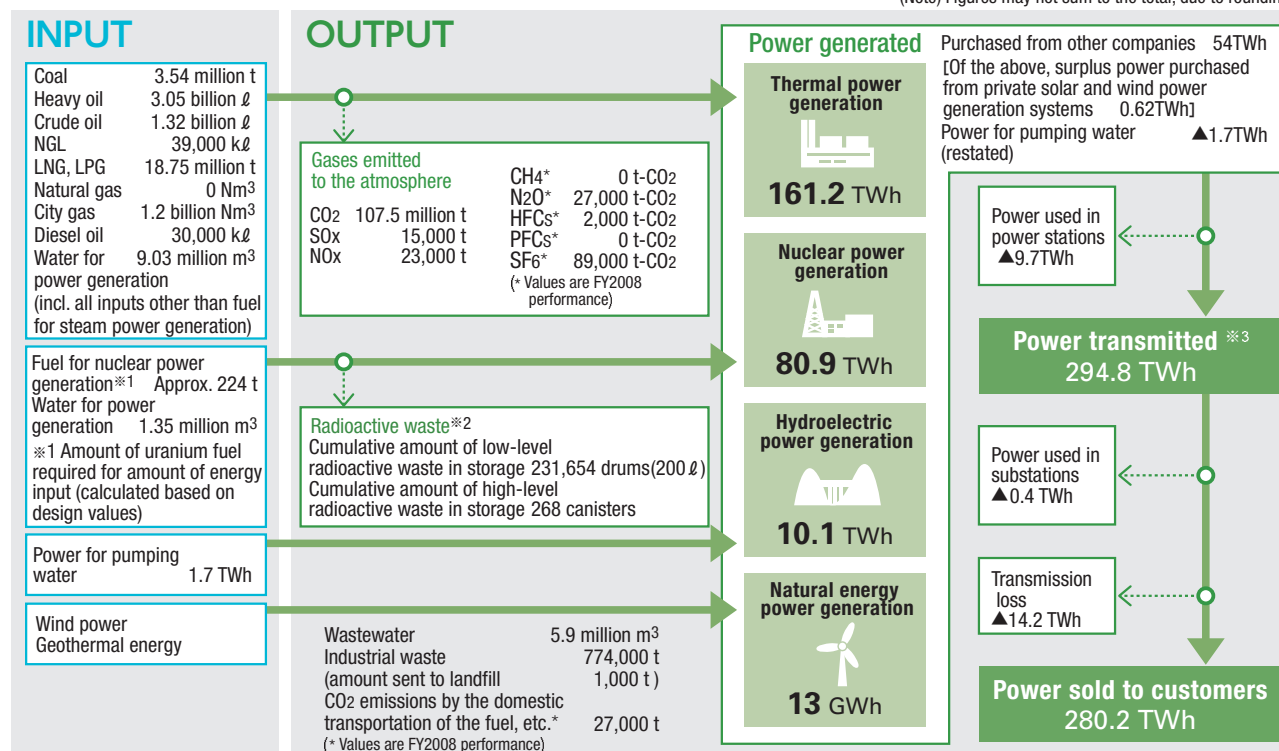 (Note) Figures may not sum to the total, due to
INPUT
Coal 3.54 million t
Heavy oil 3.05 billion ℓ
Crude oil 1.32 billion ℓ
NGL 39,000 kℓ
LNG, LPG 18.75 million t
Natural gas 0 Nm3
City gas 1.2 billion Nm3
Diesel oil 30,000 kℓ
Water for 9.03 million m3
power generation
(incl. all inputs other than fuel
for steam power generation)
Fuel for nuclear power
generation※1 Approx. 224 t
Water for power
generation 1.35 million m3
※1 Amount of uranium fuel
required for amount of energy
input (calculated based on
design values)
Power for pumping
water 1.7 TWh
Wind power
Geothermal energy
OUTPUT
Gases emitted
to the atmosphere
CO2 107.5 million t
SOx 15,000 t
NOx 23,000 t
CH4* 0 t-CO2
N2O* 27,000 t-CO2
HFCs* 2,000 t-CO2
PFCs* 0 t-CO2
SF6* 89,000 t-CO2
(* Values are FY2008
performance)
Radioactive waste※2
Cumulative amount of low-level
radioactive waste in storage 231,654 drums(200ℓ)
Cumulative amount of high-level
radioactive waste in storage 268 canisters
Wastewater 5.9 million m3
Industrial waste 774,000 t
(amount sent to landfill 1,000 t)
CO2 emissions by the domestic
transportation of the fuel, etc.* 27,000 t
(* Values are FY2008 performance)
Power generated
Thermal power
generation
161.2 TWh
Nuclear power
generation
80.9 TWh
Hydroelectric
power generation
10.1 TWh
Natural energy
power generation
13 GWh
Purchased from other companies 54TWh
[Of the above, surplus power purchased
from private solar and wind power
generation systems 0.62TWh]
Power for pumping water ▲1.7TWh
(restated)
Power used in
power stations
▲9.7TWh
Power transmitted ※3
294.8 TWh
Power used in
substations
▲0.4 TWh
Transmission
loss
▲14.2 TWh
Power sold to customers
280.2 TWh